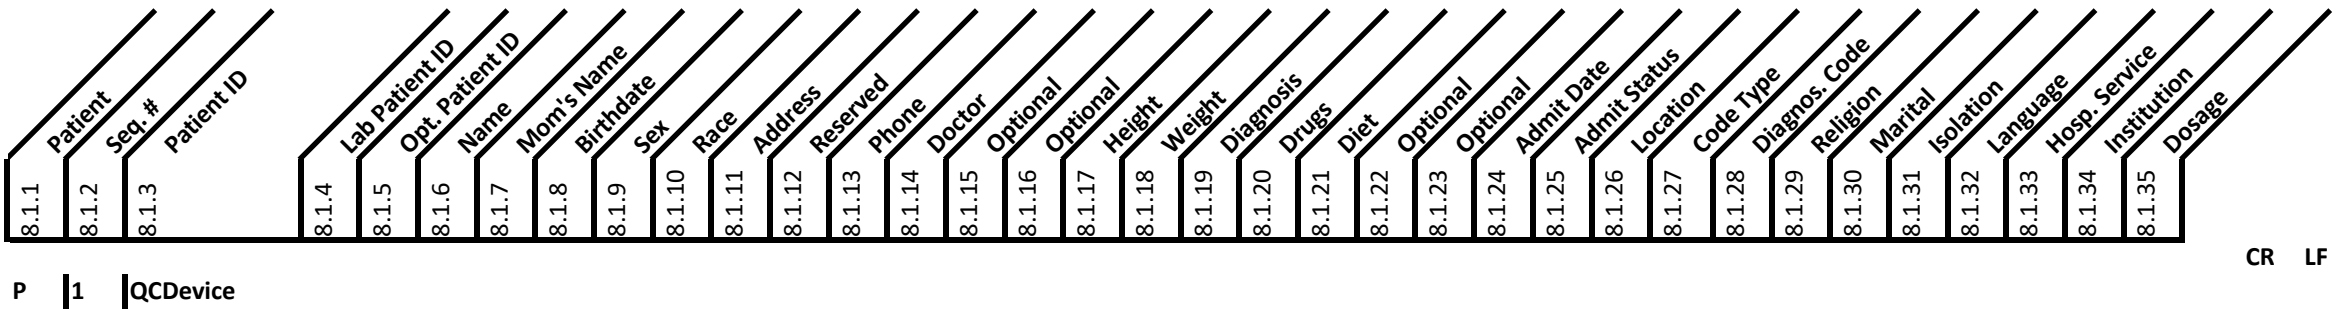 Patient
Seq. #
Patient ID
Lab Patient ID
Opt. Patient ID
Name
Mom's Name
Birthdate
Sex
Race
Address
Reserved
Phone
Doctor
Optional
Optional
Height
Weight
Diagnosis
Drugs
Diet
Optional
Optional
Admit Date
Admit Status
Location
Code Type
Diagnos. Code
Religion
Marital
Isolation
Language
Hosp. Service
Institution
Dosage
8.1.1
8.1.2
8.1.3
8.1.4
8.1.5
8.1.6
8.1.7
8.1.8
8.1.9
8.1.10
8.1.11
8.1.12
8.1.13
8.1.14
8.1.15
8.1.16
8.1.17
8.1.18
8.1.19
8.1.20
8.1.21
8.1.22
8.1.23
8.1.24
8.1.25
8.1.26
8.1.27
8.1.28
8.1.29
8.1.30
8.1.31
8.1.32
8.1.33
8.1.34
8.1.35
CR LF
P |1 |QCDevice